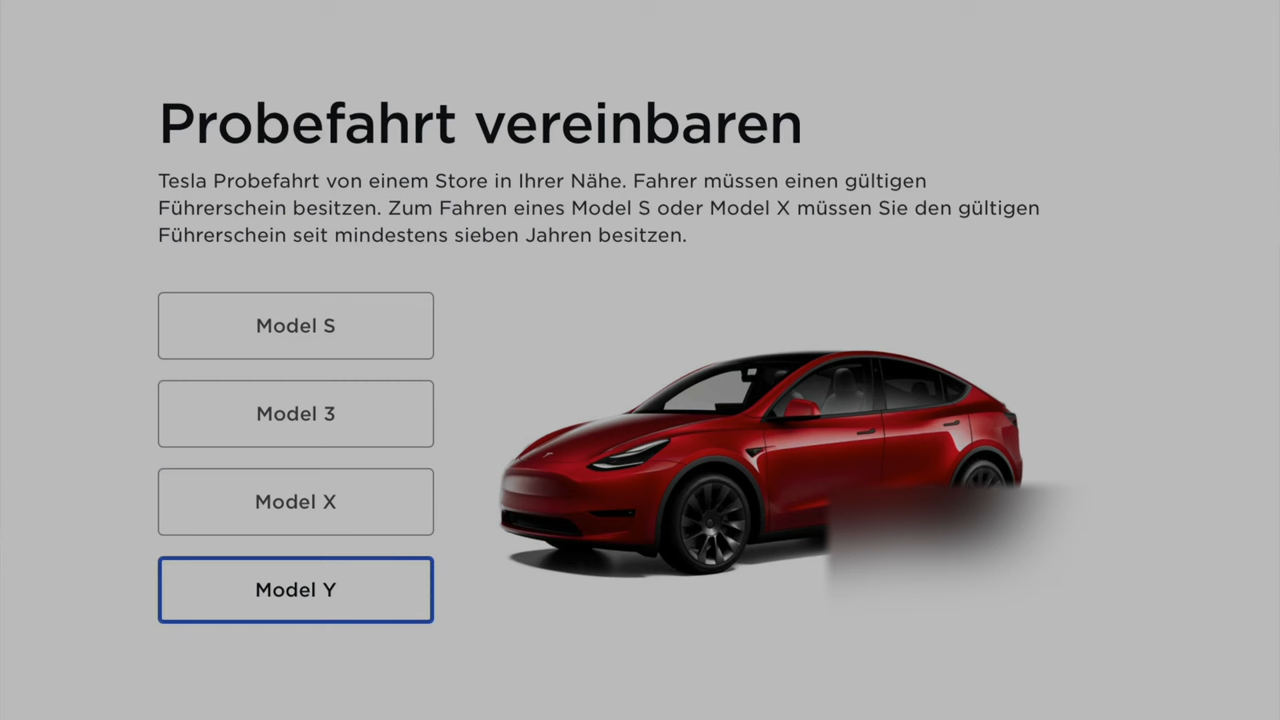 Probefahrt vereinbaren
Tesla Probefahrt von einem Store in Ihrer Nähe. Fahrer müssen einen gültigen
Führerschein besitzen. Zum Fahren eines Model S oder Model X müssen Sie den gültigen
Führerschein seit mindestens sieben Jahren besitzen.
Model S
Model 3
Model X
Model Y